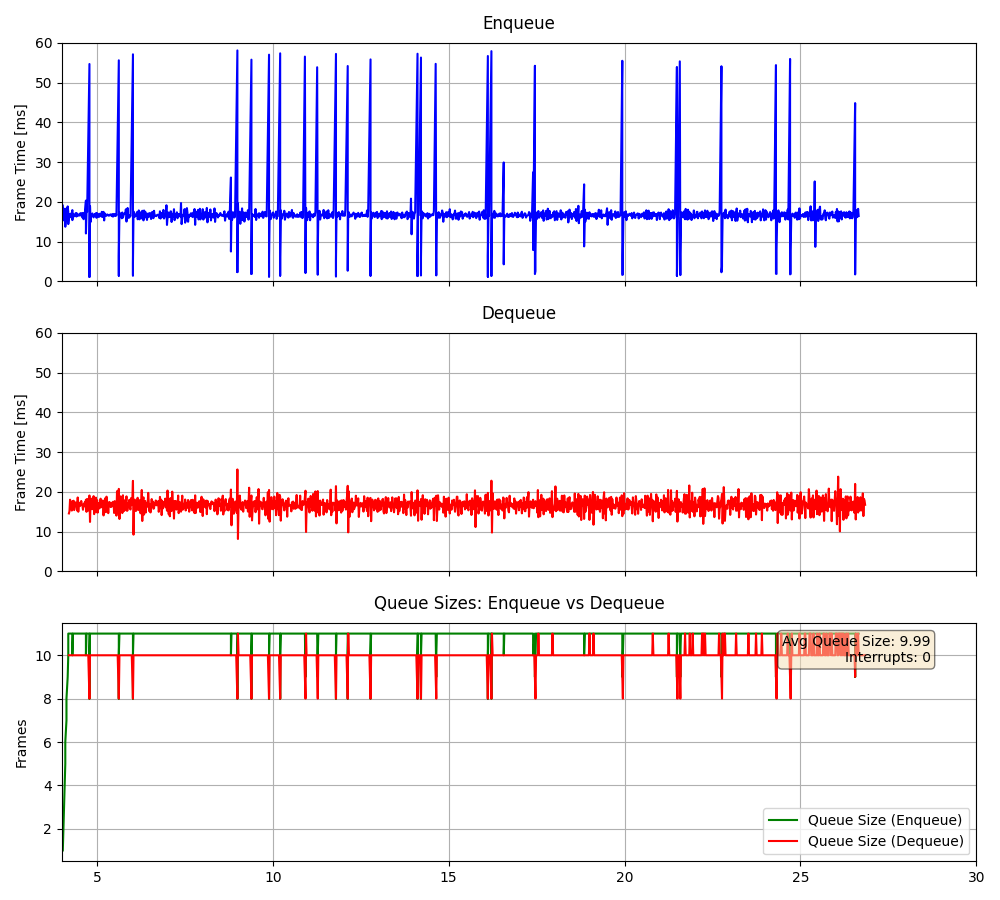 Enqueue
60
50
40
30
20
10
0
Frame Time [ms]
Dequeue
60
50
40
30
20
10
0
Frame Time [ms]
Queue Sizes: Enqueue vs Dequeue
10
8
6
4
2
Frames
Avg Queue Size: 9.99
Interrupts: 0
Queue Size (Enqueue)
Queue Size (Dequeue)
5 10 15 20 25 30